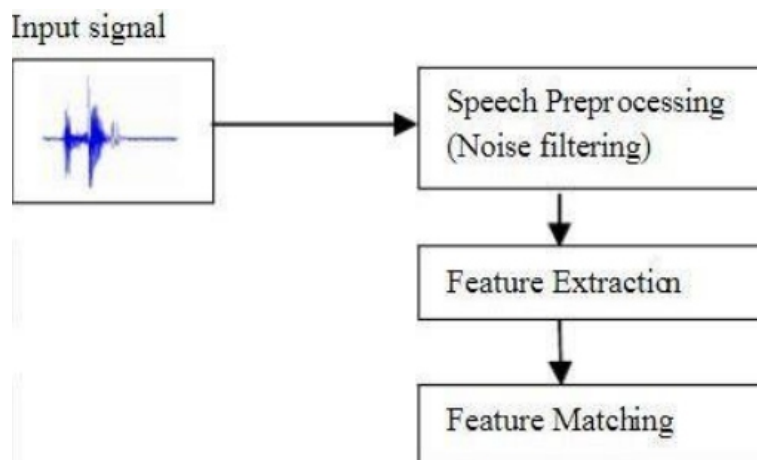 Input signal
Speech Preprocessing
(Noise filtering)
Feature Extraction
Feature Matching